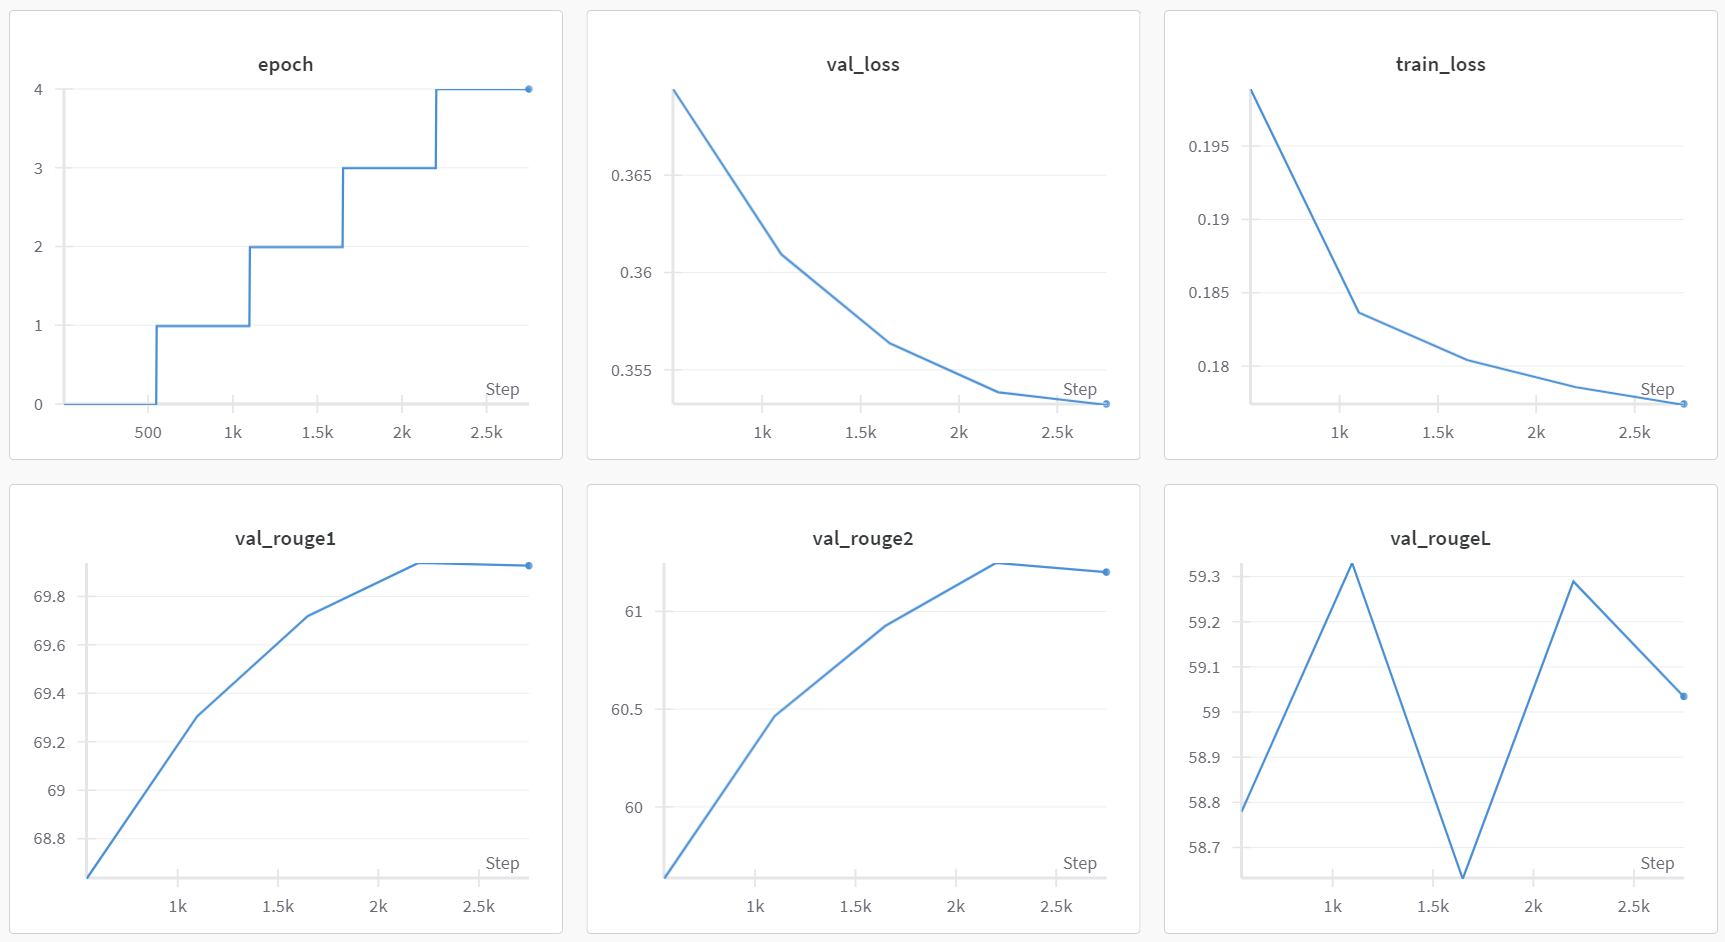 epoch
4
3
2
1
0
Step
500 1k 1.5k 2k 2.5k
val_loss
0.365
0.36
0.355
Step
1k 1.5k 2k 2.5k
train_loss
0.195
0.19
0.185
0.18
Step
1k 1.5k 2k 2.5k
val_rouge1
69.8
69.6
69.4
69.2
69
68.8
Step
1k 1.5k 2k 2.5k
val_rouge2
61
60.5
60
Step
1k 1.5k 2k 2.5k
val_rougeL
59.3
59.2
59.1
59
58.9
58.8
58.7
Step
1k 1.5k 2k 2.5k